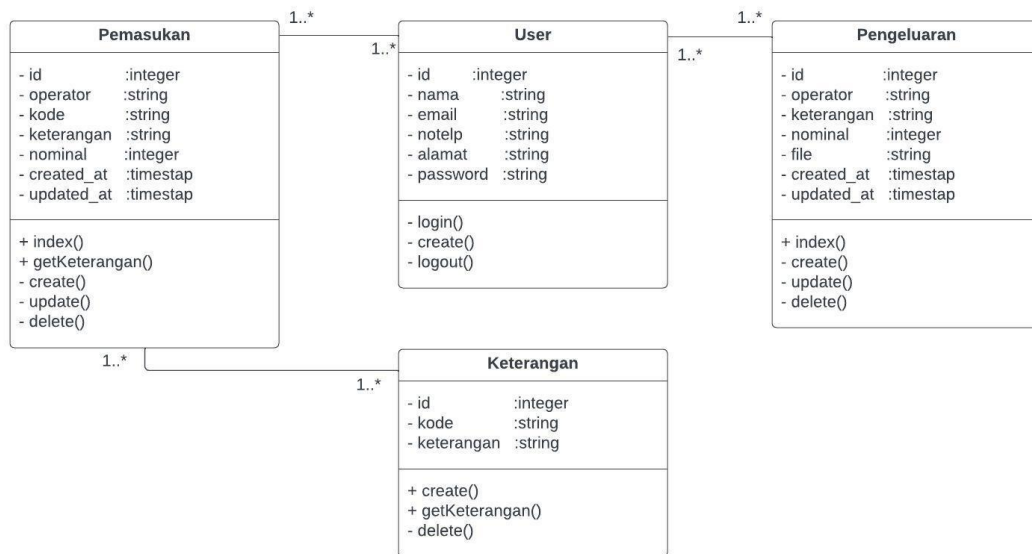 1..*
1..*
Pemasukan
- id :integer
- operator :string
- kode :string
- keterangan :string
- nominal :integer
- created_at :timestap
- updated_at :timestap
+ index()
+ getKeterangan()
- create()
- update()
- delete()
1..*
User
- id :integer
- nama :string
- email :string
- notelp :string
- alamat :string
- password :string
- login()
- create()
- logout()
1..*
1..*
Pengeluaran
- id :integer
- operator :string
- keterangan :string
- nominal :integer
- file :string
- created_at :timestap
- updated_at :timestap
+ index()
- create()
- update()
- delete()
1..*
Keterangan
- id :integer
- kode :string
- keterangan :string
+ create()
+ getKeterangan()
- delete()